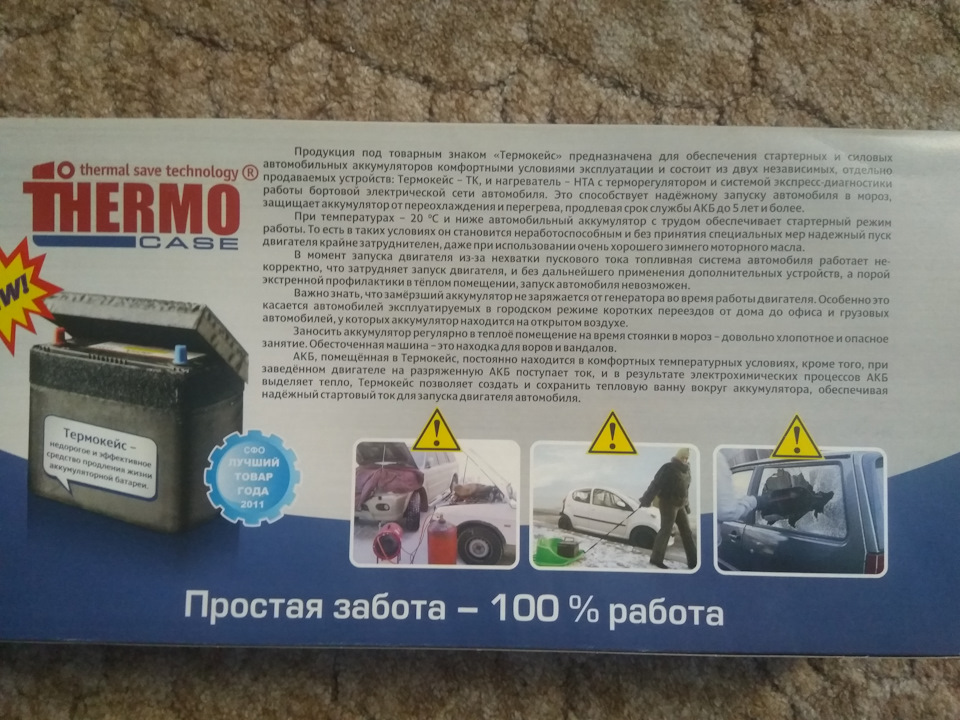 thermal save technology ®
THERMO
CASE
W!
Термокейс –
недорогое и эффективное
средство продления жизни
аккумуляторной батареи.
СФО
ЛУЧШИЙ
ТОВАР
ГОДА
2011
Продукция под товарным знаком «Термокейс» предназначена для обеспечения стартерных и силовых
автомобильных аккумуляторов комфортными условиями эксплуатации и состоит из двух независимых, отдельно
продаваемых устройств: Термокейс – ТК, и нагреватель – НТА с терморегулятором и системой экспресс-диагностики
работы бортовой электрической сети автомобиля. Это способствует надёжному запуску автомобиля в мороз,
защищает аккумулятор от переохлаждения и перегрева, продлевая срок службы АКБ до 5 лет и более.
При температурах – 20 °С и ниже автомобильный аккумулятор с трудом обеспечивает стартерный режим
работы. То есть в таких условиях он становится неработоспособным и без принятия специальных мер надежный пуск
двигателя крайне затруднителен, даже при использовании очень хорошего зимнего моторного масла.
В момент запуска двигателя из-за нехватки пускового тока топливная система автомобиля работает не-
корректно, что затрудняет запуск двигателя, и без дальнейшего применения дополнительных устройств, а порой
экстренной профилактики в тёплом помещении, запуск автомобиля невозможен.
Важно знать, что замёрзший аккумулятор не заряжается от генератора во время работы двигателя. Особенно это
касается автомобилей эксплуатируемых в городском режиме коротких переездов от дома до офиса и грузовых
автомобилей, у которых аккумулятор находится на открытом воздухе.
Заносить аккумулятор регулярно в теплоё помещение на время стоянки в мороз – довольно хлопотное и опасное
занятие. Обесточенная машина – это находка для воров и вандалов.
АКБ, помещённая в Термокейс, постоянно находится в комфортных температурных условиях, кроме того, при
заведённом двигателе на разряженную АКБ поступает ток, и в результате электрохимических процессов АКБ
выделяет тепло, Термокейс позволяет создать и сохранить тепловую ванну вокруг аккумулятора, обеспечивая
надёжный стартовый ток для запуска двигателя автомобиля.
!
!
!
Простая забота – 100 % работа